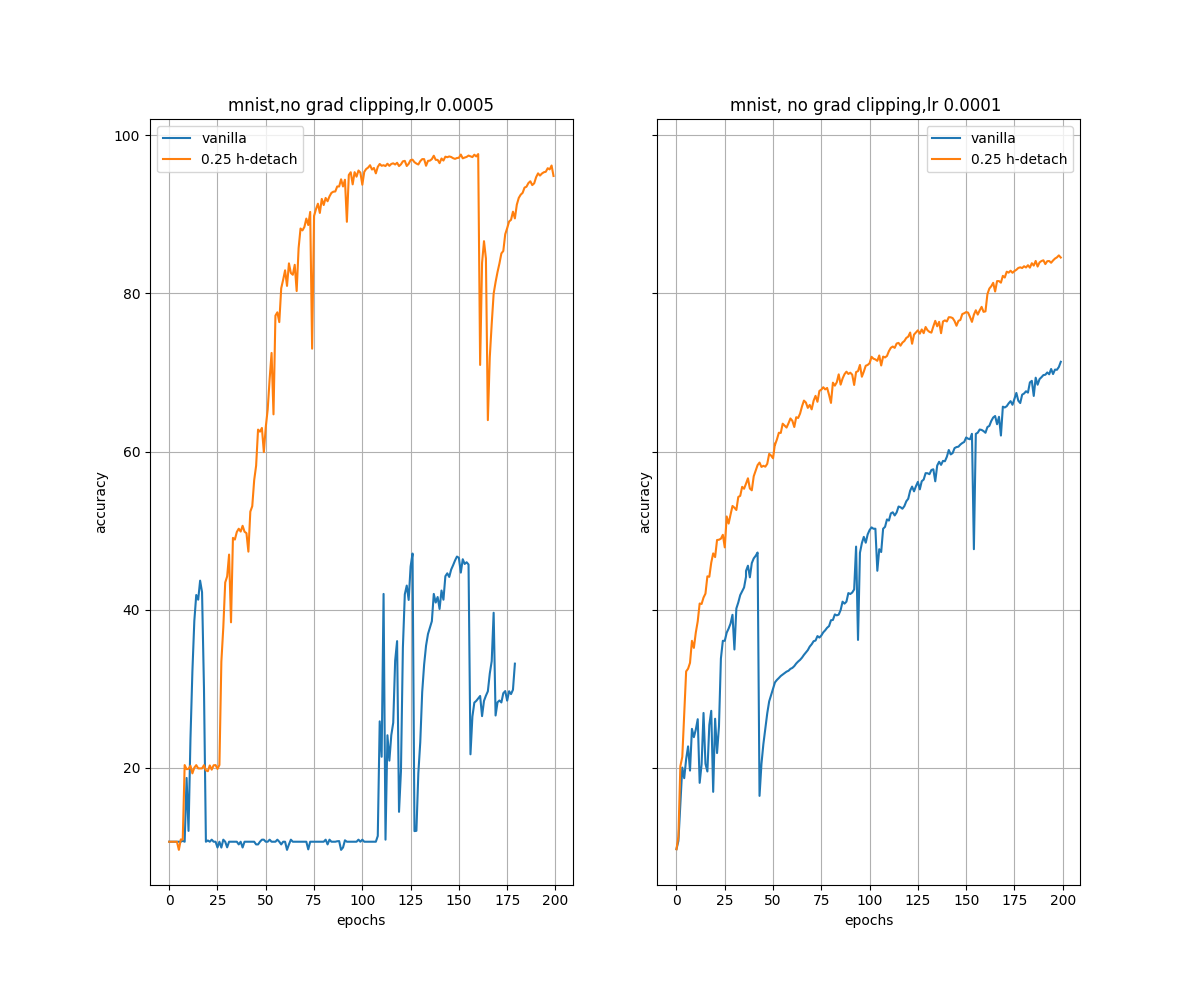 mnist,no grad clipping,lr 0.0005
vanilla
0.25 h-detach
100
80
60
40
20
accuracy
0 25 50 75 100 125 150 175 200
epochs
mnist, no grad clipping,lr 0.0001
vanilla
0.25 h-detach
accuracy
0 25 50 75 100 125 150 175 200
epochs